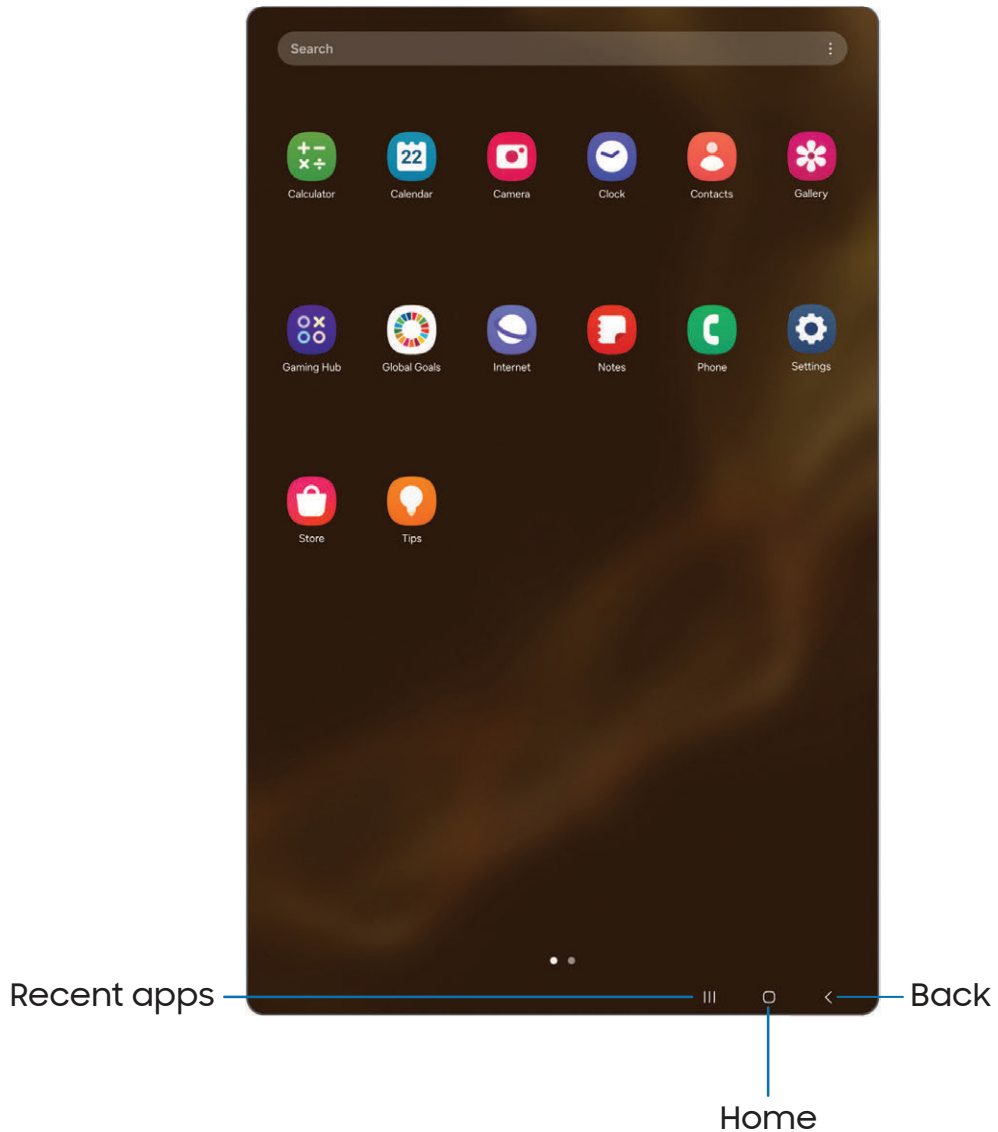 Search
22
Calculator Calendar Camera Clock Contacts Gallery
Gaming Hub Global Goals Internet Notes Phone Settings
Store Tips
Recent apps
Back
Home